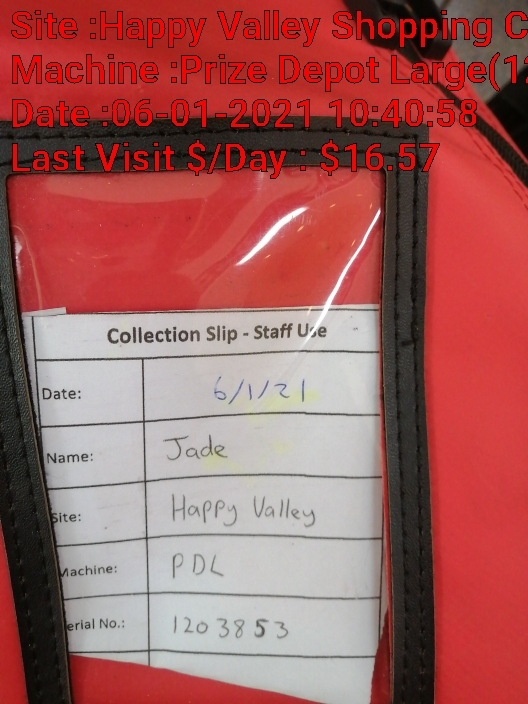 Site :Happy Valley Shopping C
Machine :Prize Depot Large(12
Date :06-01-2021 10:40:58
Last Visit $/Day : $16.57
Collection Slip - Staff Use
Date: 6/1/21
Name: Jade
Site: Happy Valley
Machine: PDL
erial No.: 1203853